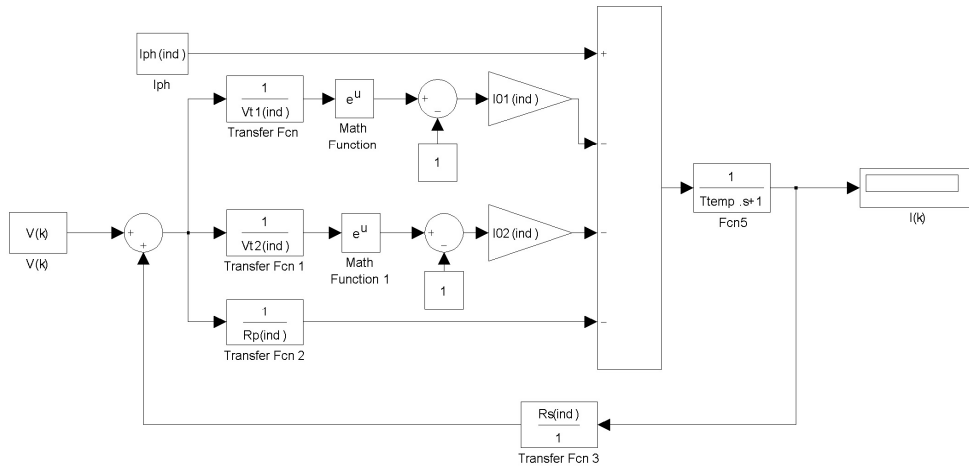 Iph(ind)
Iph
+
1
Vt1(ind)
Transfer Fcn
e^u
Math
Function
+
−
1
I01(ind)
−
V(k)
V(k)
+
+
1
Vt2(ind)
Transfer Fcn 1
e^u
Math
Function 1
+
−
1
I02(ind)
−
1
Rp(ind)
Transfer Fcn 2
−
1
Ttemp .s+1
Fcn5
I(k)
Rs(ind)
1
Transfer Fcn 3